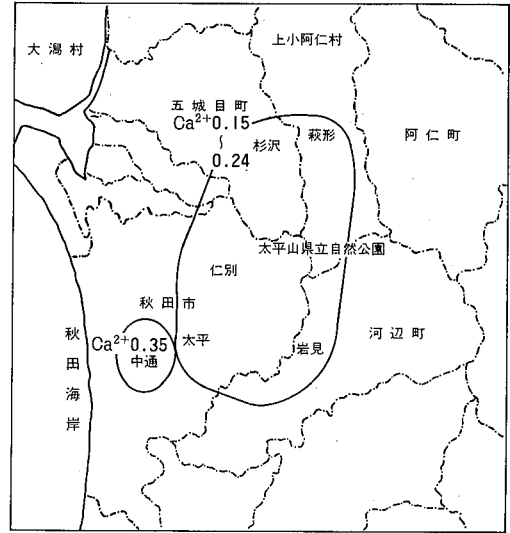 大潟村
上小阿仁村
五城目町
Ca²⁺0.15
〜
0.24
杉沢
萩形
阿仁町
太平山県立自然公園
仁別
秋田市
Ca²⁺0.35
中通
太平
岩見
河辺町
秋田海岸